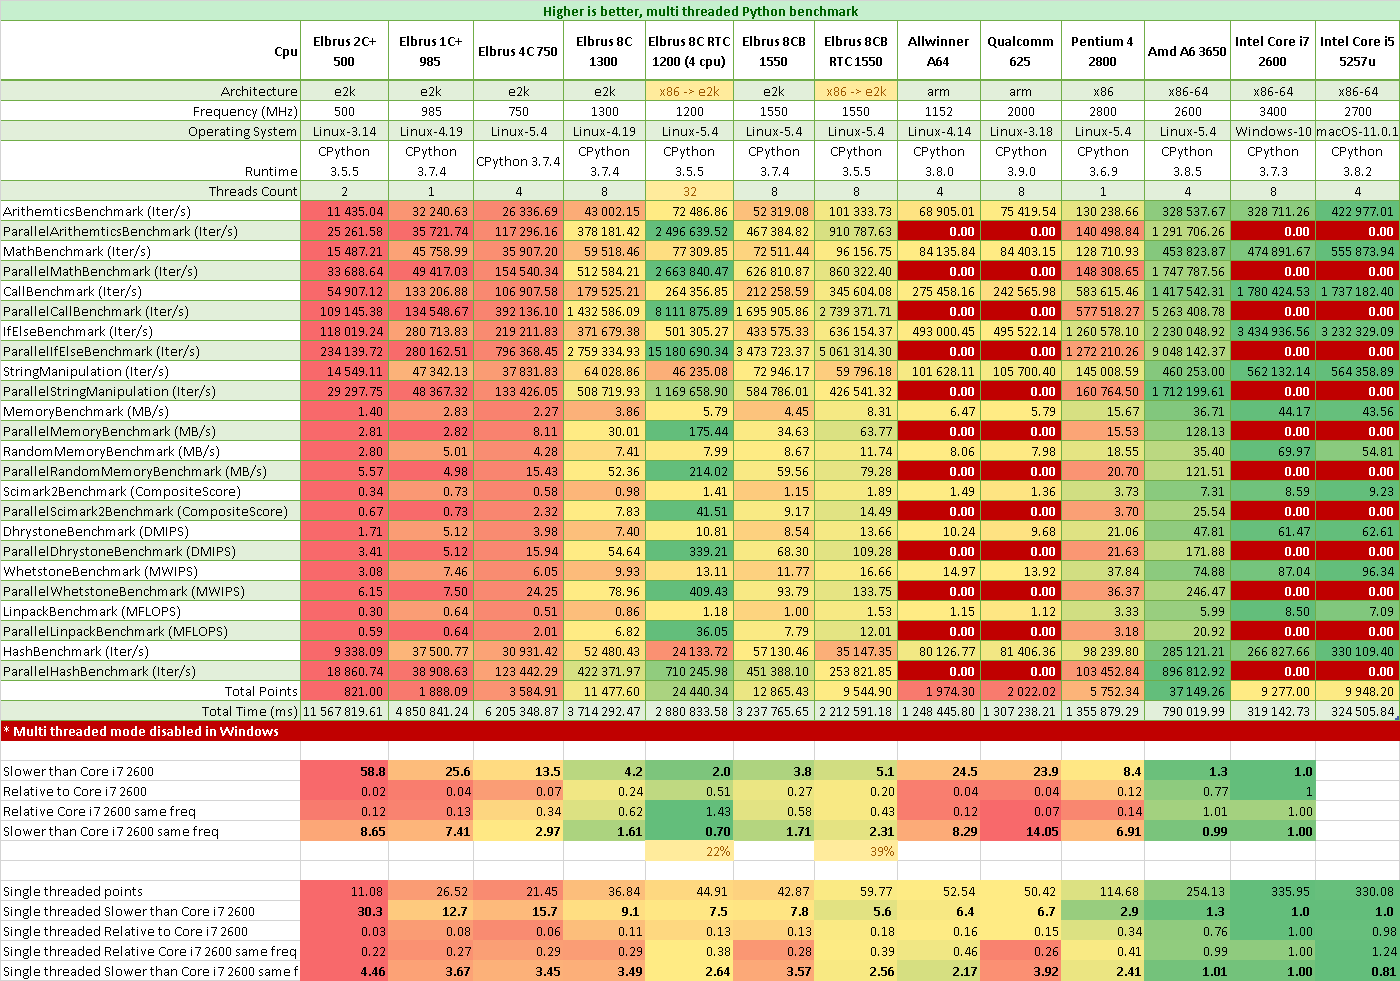 Higher is better, multi threaded Python benchmark
Cpu Elbrus 2C+ 500 Elbrus 1C+ 985 Elbrus 4C 750 Elbrus 8C 1300 Elbrus 8C RTC 1200 (4 cpu) Elbrus 8CB 1550 Elbrus 8CB RTC 1550 Allwinner A64 Qualcomm 625 Pentium 4 2800 Amd A6 3650 Intel Core i7 2600 Intel Core i5 5257u
Architecture e2k e2k e2k e2k x86 -> e2k e2k x86 -> e2k arm arm x86 x86-64 x86-64 x86-64
Frequency (MHz) 500 985 750 1300 1200 1550 1550 1152 2000 2800 2600 3400 2700
Operating System Linux-3.14 Linux-4.19 Linux-5.4 Linux-4.19 Linux-5.4 Linux-5.4 Linux-5.4 Linux-4.14 Linux-3.18 Linux-5.4 Linux-5.4 Windows-10 macOS-11.0.1
Runtime CPython 3.5.5 CPython 3.7.4 CPython 3.7.4 CPython 3.7.4 CPython 3.5.5 CPython 3.7.4 CPython 3.5.5 CPython 3.8.0 CPython 3.9.0 CPython 3.6.9 CPython 3.8.5 CPython 3.7.3 CPython 3.8.2
Threads Count 2 1 4 8 32 8 8 4 8 1 4 8 4
ArithemticsBenchmark (Iter/s) 11 435.04 32 240.63 26 336.69 43 002.15 72 486.86 52 319.08 101 333.73 68 905.01 75 419.54 130 238.66 328 537.67 328 711.26 422 977.01
ParallelArithemticsBenchmark (Iter/s) 25 261.58 35 721.74 117 296.16 378 181.42 2 496 639.52 467 384.82 910 787.63 0.00 0.00 140 498.84 1 291 706.26 0.00 0.00
MathBenchmark (Iter/s) 15 487.21 45 758.99 35 907.20 59 518.46 77 309.85 72 511.44 96 156.75 84 135.84 84 403.15 128 710.93 453 823.87 474 891.67 555 873.94
ParallelMathBenchmark (Iter/s) 33 688.64 49 417.03 154 540.34 512 584.21 2 663 840.47 626 810.87 860 322.40 0.00 0.00 148 308.65 1 747 787.56 0.00 0.00
CallBenchmark (Iter/s) 54 907.12 133 206.88 106 907.58 179 525.21 264 356.85 212 258.59 345 604.08 275 458.16 242 565.98 583 615.46 1 417 542.31 1 780 424.53 1 737 182.40
ParallelCallBenchmark (Iter/s) 109 145.38 134 548.67 392 136.10 1 432 586.09 8 111 875.89 1 695 905.86 2 739 371.71 0.00 0.00 577 518.27 5 263 408.78 0.00 0.00
IfElseBenchmark (Iter/s) 118 019.24 280 713.83 219 211.83 371 679.38 501 305.27 433 575.33 636 154.37 493 000.45 495 522.14 1 260 578.10 2 230 048.92 3 434 936.56 3 232 329.09
ParallelIfElseBenchmark (Iter/s) 234 139.72 280 162.51 796 368.45 2 759 334.93 15 180 690.34 3 473 723.37 5 061 314.30 0.00 0.00 1 272 210.26 9 048 142.37 0.00 0.00
StringManipulation (Iter/s) 14 549.11 47 342.13 37 831.83 64 028.86 46 235.08 72 946.17 59 796.18 101 628.11 105 700.40 145 008.59 460 253.00 562 132.14 564 358.89
ParallelStringManipulation (Iter/s) 29 297.75 48 367.32 133 426.05 508 719.93 1 169 658.90 584 786.01 426 541.32 0.00 0.00 160 764.50 1 712 199.61 0.00 0.00
MemoryBenchmark (MB/s) 1.40 2.83 2.27 3.86 5.79 4.45 8.31 6.47 5.79 15.67 36.71 44.17 43.56
ParallelMemoryBenchmark (MB/s) 2.81 2.82 8.11 30.01 175.44 34.63 63.77 0.00 0.00 15.53 128.13 0.00 0.00
RandomMemoryBenchmark (MB/s) 2.80 5.01 4.28 7.41 7.99 8.67 11.74 8.06 7.98 18.55 35.40 69.97 54.81
ParallelRandomMemoryBenchmark (MB/s) 5.57 4.98 15.43 52.36 214.02 59.56 79.28 0.00 0.00 20.70 121.51 0.00 0.00
Scimark2Benchmark (CompositeScore) 0.34 0.73 0.58 0.98 1.41 1.15 1.89 1.49 1.36 3.73 7.31 8.59 9.23
ParallelScimark2Benchmark (CompositeScore) 0.67 0.73 2.32 7.83 41.51 9.17 14.49 0.00 0.00 3.70 25.54 0.00 0.00
DhrystoneBenchmark (DMIPS) 1.71 5.12 3.98 7.40 10.81 8.54 13.66 10.24 9.68 21.06 47.81 61.47 62.61
ParallelDhrystoneBenchmark (DMIPS) 3.41 5.12 15.94 54.64 339.21 68.30 109.28 0.00 0.00 21.63 171.88 0.00 0.00
WhetstoneBenchmark (MWIPS) 3.08 7.46 6.05 9.93 13.11 11.77 16.66 14.97 13.92 37.84 74.88 87.04 96.34
ParallelWhetstoneBenchmark (MWIPS) 6.15 7.50 24.25 78.96 409.43 93.79 133.75 0.00 0.00 36.37 246.47 0.00 0.00
LinpackBenchmark (MFLOPS) 0.30 0.64 0.51 0.86 1.18 1.00 1.53 1.15 1.12 3.33 5.99 8.50 7.09
ParallelLinpackBenchmark (MFLOPS) 0.59 0.64 2.01 6.82 36.05 7.79 12.01 0.00 0.00 3.18 20.92 0.00 0.00
HashBenchmark (Iter/s) 9 338.09 37 500.77 30 931.42 52 480.43 24 133.72 57 130.46 35 147.35 80 126.77 81 406.36 98 239.80 285 121.21 266 827.66 330 109.40
ParallelHashBenchmark (Iter/s) 18 860.74 38 908.63 123 442.29 422 371.97 710 245.98 451 388.10 253 821.85 0.00 0.00 103 452.84 896 812.92 0.00 0.00
Total Points 821.00 1 888.09 3 584.91 11 477.60 24 440.34 12 865.43 9 544.90 1 974.30 2 022.02 5 752.34 37 149.26 9 277.00 9 948.20
Total Time (ms) 11 567 819.61 4 850 841.24 6 205 348.87 3 714 292.47 2 880 833.58 3 237 765.65 2 212 591.18 1 248 445.80 1 307 238.21 1 355 879.29 790 019.99 319 142.73 324 505.84
* Multi threaded mode disabled in Windows
Slower than Core i7 2600 58.8 25.6 13.5 4.2 2.0 3.8 5.1 24.5 23.9 8.4 1.3 1.0
Relative to Core i7 2600 0.02 0.04 0.07 0.24 0.51 0.27 0.20 0.04 0.04 0.12 0.77 1
Relative Core i7 2600 same freq 0.12 0.13 0.34 0.62 1.43 0.58 0.43 0.12 0.07 0.14 1.01 1.00
Slower than Core i7 2600 same freq 8.65 7.41 2.97 1.61 0.70 1.71 2.31 8.29 14.05 6.91 0.99 1.00
22% 39%
Single threaded points 11.08 26.52 21.45 36.84 44.91 42.87 59.77 52.54 50.42 114.68 254.13 335.95 330.08
Single threaded Slower than Core i7 2600 30.3 12.7 15.7 9.1 7.5 7.8 5.6 6.4 6.7 2.9 1.3 1.0 1.0
Single threaded Relative to Core i7 2600 0.03 0.08 0.06 0.11 0.13 0.13 0.18 0.16 0.15 0.34 0.76 1.00 0.98
Single threaded Relative Core i7 2600 same freq 0.22 0.27 0.29 0.29 0.38 0.28 0.39 0.46 0.26 0.41 0.99 1.00 1.24
Single threaded Slower than Core i7 2600 same f 4.46 3.67 3.45 3.49 2.64 3.57 2.56 2.17 3.92 2.41 1.01 1.00 0.81